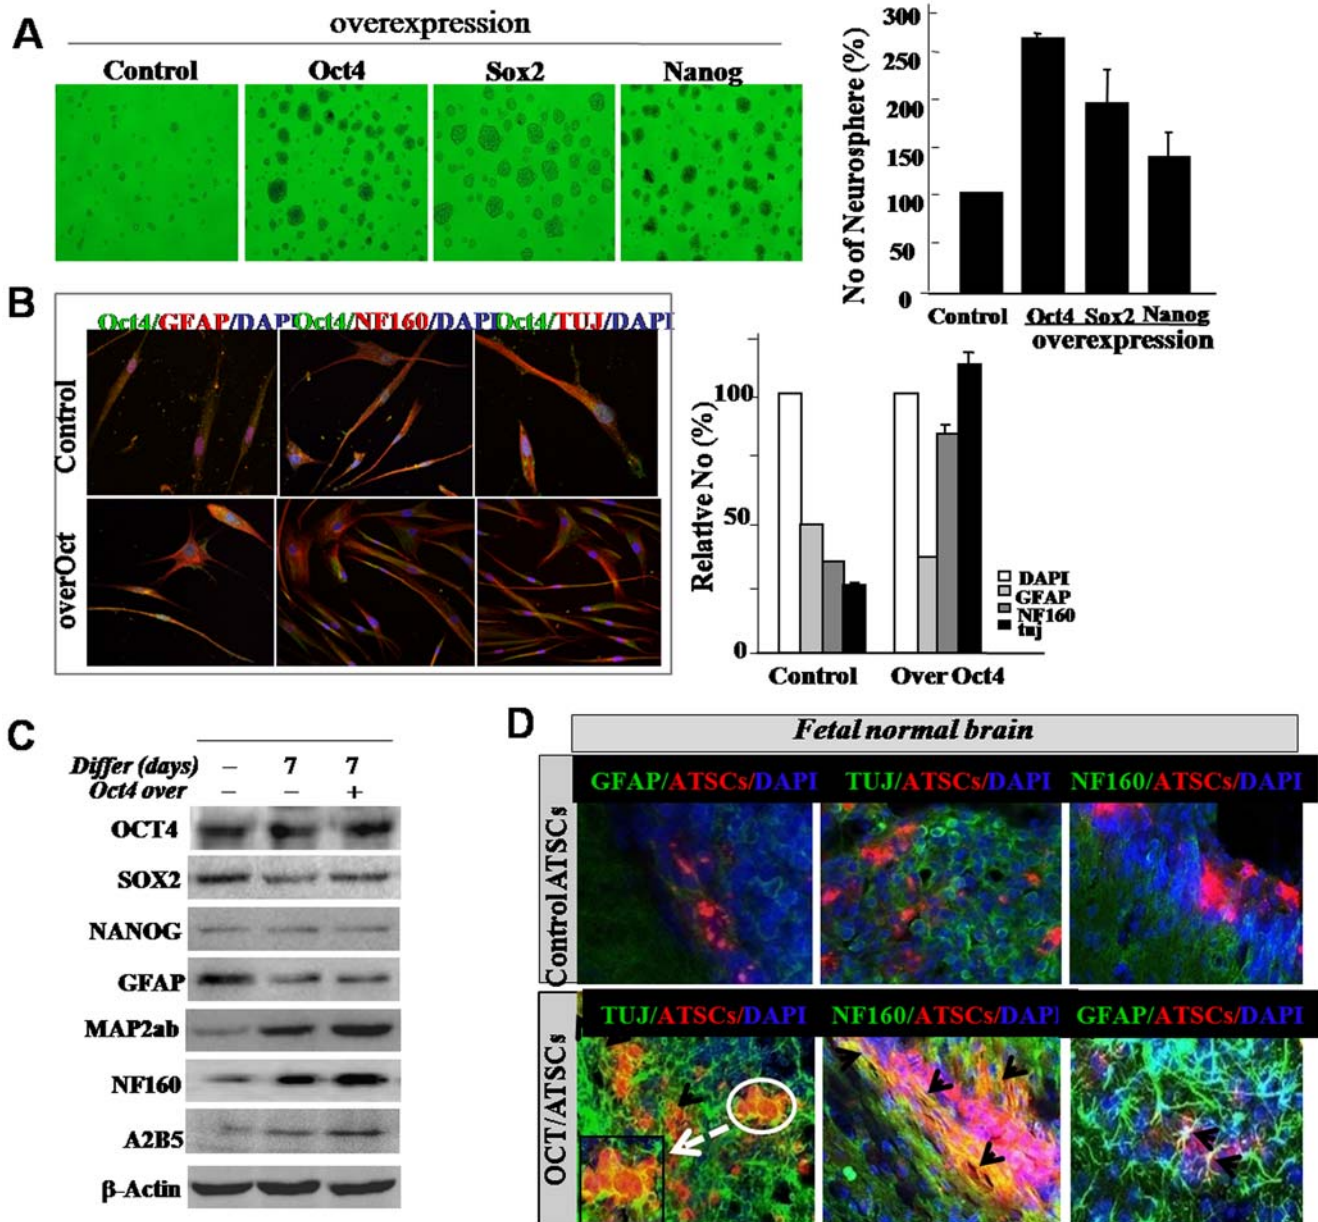 A
overexpression
Control Oct4 Sox2 Nanog
No of Neurosphere (%)
300
250
200
150
100
50
0
Control Oct4 Sox2 Nanog
overexpression
B
Oct4/GFAP/DAPI Oct4/NF160/DAPI Oct4/TUJ/DAPI
Control
overOct
Relative No (%)
100
50
0
DAPI
GFAP
NF160
tuj
Control Over Oct4
C
Differ (days) – 7 7
Oct4 over – – +
OCT4
SOX2
NANOG
GFAP
MAP2ab
NF160
A2B5
β-Actin
D
Fetal normal brain
Control ATSCs
GFAP/ATSCs/DAPI TUJ/ATSCs/DAPI NF160/ATSCs/DAPI
OCT/ATSCs
TUJ/ATSCs/DAPI NF160/ATSCs/DAPI GFAP/ATSCs/DAPI